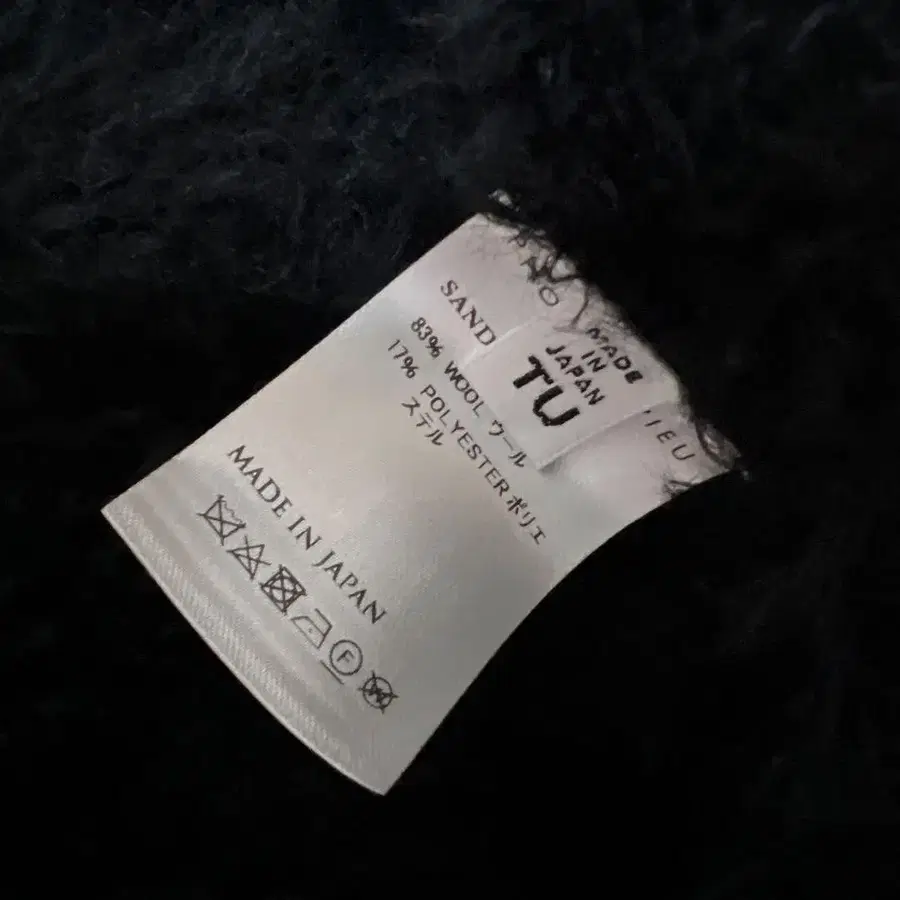 SAND
83% WOOL ウール
17% POLYESTER ポリエ
ステル
MADE
IN
JAPAN
TU
MADE IN JAPAN
F
W